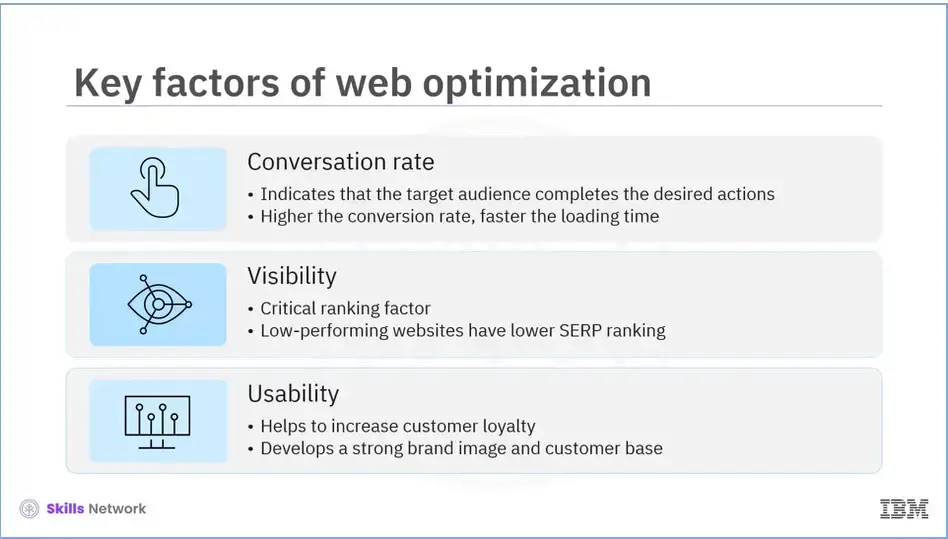 Key factors of web optimization
Conversation rate
• Indicates that the target audience completes the desired actions
• Higher the conversion rate, faster the loading time
Visibility
• Critical ranking factor
• Low-performing websites have lower SERP ranking
Usability
• Helps to increase customer loyalty
• Develops a strong brand image and customer base
Skills Network
IBM